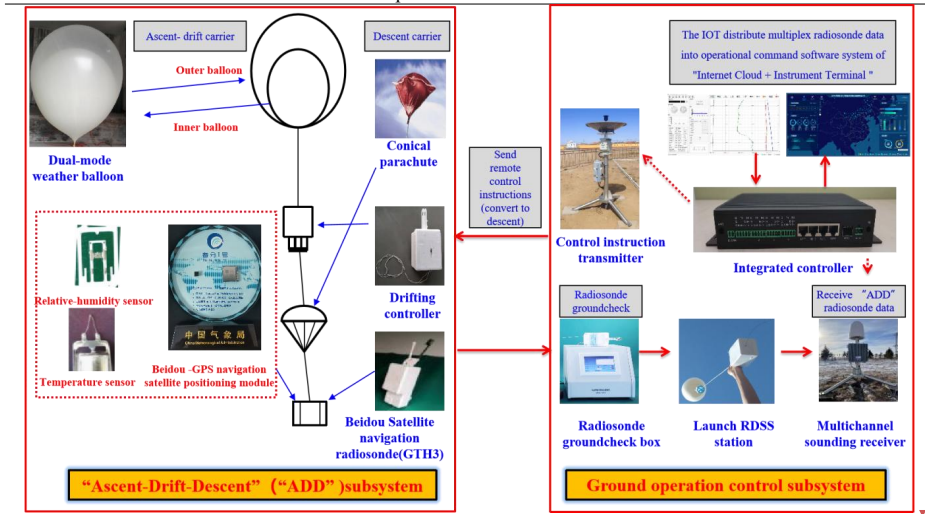 Ascent- drift carrier
Descent carrier
Outer balloon
Inner balloon
Dual-mode
weather balloon
Conical
parachute
Relative-humidity sensor
Temperature sensor
中国气象局
Beidou -GPS navigation
satellite positioning module
Drifting
controller
Beidou Satellite
navigation
radiosonde(GTH3)
“Ascent-Drift-Descent”（“ADD” )subsystem
Send
remote
control
instructions
(convert to
descent)
The IOT distribute multiplex radiosonde data
into operational command software system of
"Internet Cloud + Instrument Terminal "
Control instruction
transmitter
Integrated controller
Radiosonde
groundcheck
Receive “ADD”
radiosonde data
Radiosonde
groundcheck box
Launch RDSS
station
Multichannel
sounding receiver
Ground operation control subsystem